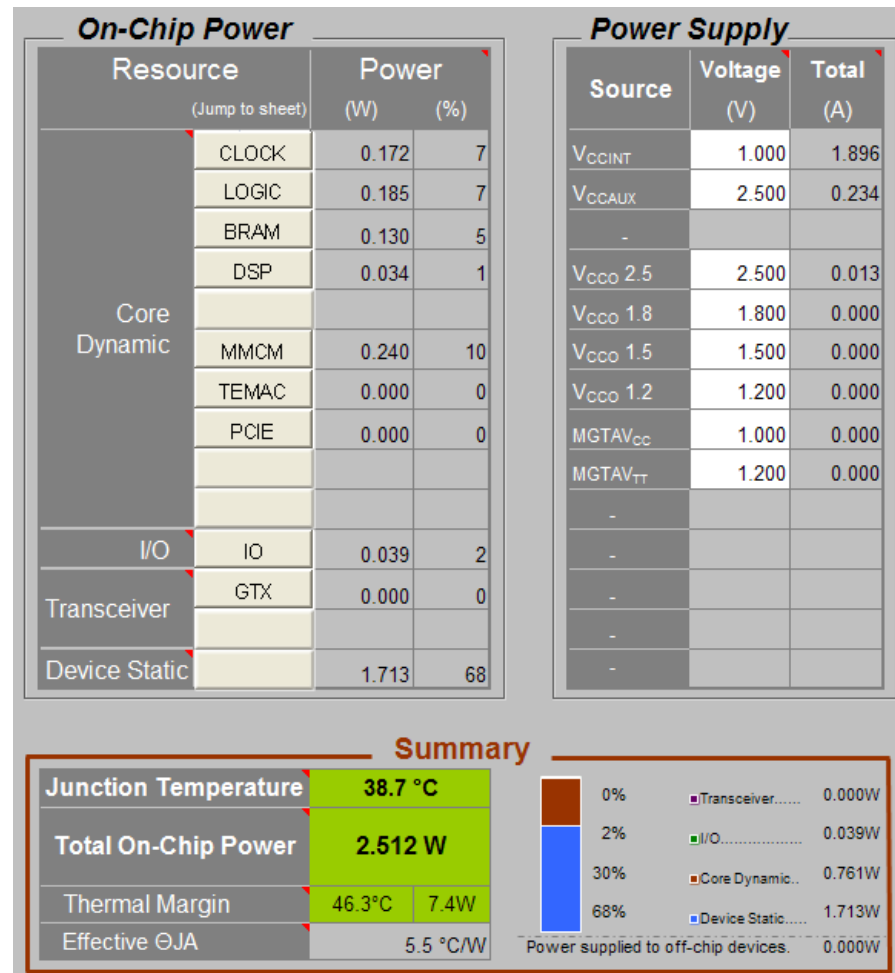 On-Chip Power
Resource Power
(Jump to sheet) (W) (%)
Core Dynamic
CLOCK 0.172 7
LOGIC 0.185 7
BRAM 0.130 5
DSP 0.034 1
MMCM 0.240 10
TEMAC 0.000 0
PCIE 0.000 0
I/O IO 0.039 2
Transceiver GTX 0.000 0
Device Static 1.713 68
Power Supply
Source Voltage Total
(V) (A)
VCCINT 1.000 1.896
VCCAUX 2.500 0.234
-
VCCO 2.5 2.500 0.013
VCCO 1.8 1.800 0.000
VCCO 1.5 1.500 0.000
VCCO 1.2 1.200 0.000
MGTAVCC 1.000 0.000
MGTAVTT 1.200 0.000
-
-
-
-
-
Summary
Junction Temperature 38.7 °C
Total On-Chip Power 2.512 W
Thermal Margin 46.3°C 7.4W
Effective ΘJA 5.5 °C/W
0% Transceiver...... 0.000W
2% I/O.................. 0.039W
30% Core Dynamic.. 0.761W
68% Device Static..... 1.713W
Power supplied to off-chip devices. 0.000W